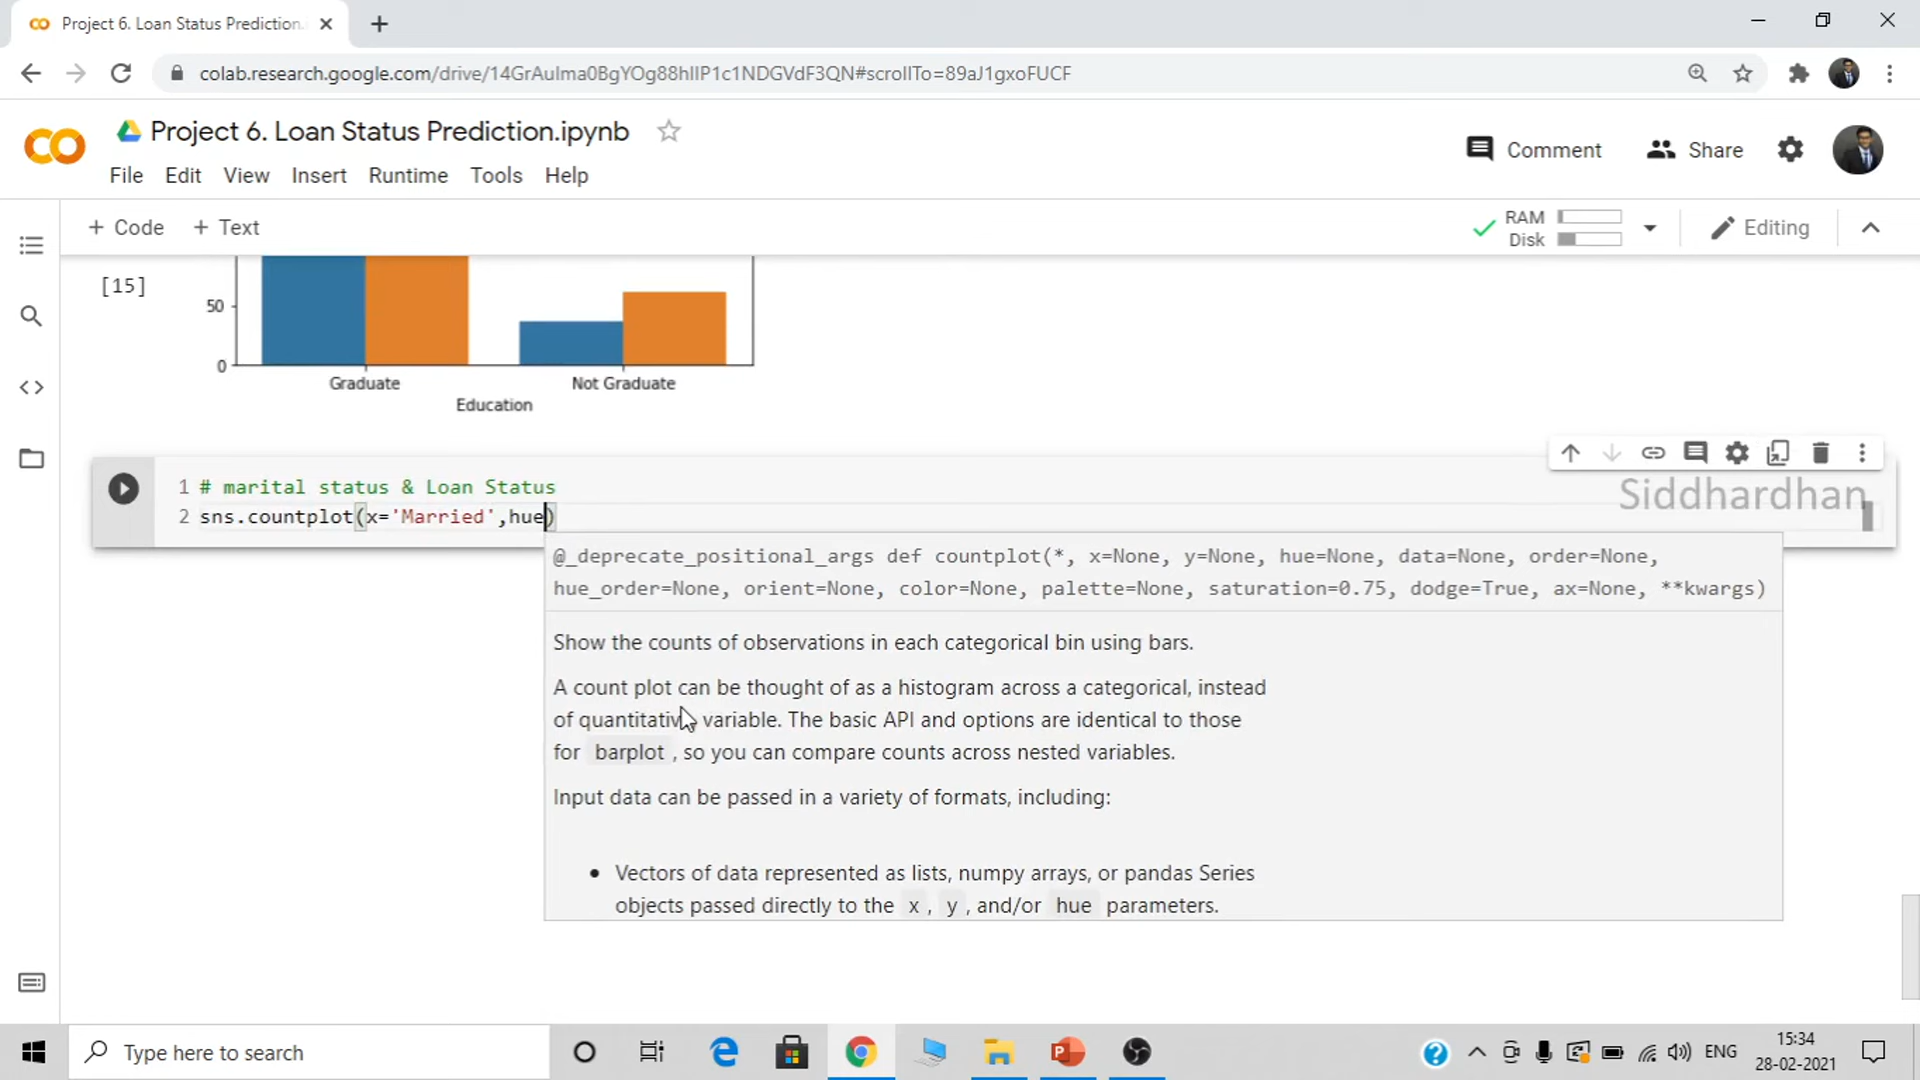 Project 6. Loan Status Prediction.
colab.research.google.com/drive/14GrAulma0BgYOg88hIIP1c1NDGVdF3QN#scrollTo=89aJ1gxoFUCF
Project 6. Loan Status Prediction.ipynb
Comment
Share
File Edit View Insert Runtime Tools Help
+ Code + Text
RAM
Disk
Editing
[15]
50
0
Graduate Not Graduate
Education
1 # marital status & Loan Status
Siddhardhan
2 sns.countplot(x='Married',hue)
@_deprecate_positional_args def countplot(*, x=None, y=None, hue=None, data=None, order=None,
hue_order=None, orient=None, color=None, palette=None, saturation=0.75, dodge=True, ax=None, **kwargs)
Show the counts of observations in each categorical bin using bars.
A count plot can be thought of as a histogram across a categorical, instead
of quantitative variable. The basic API and options are identical to those
for barplot , so you can compare counts across nested variables.
Input data can be passed in a variety of formats, including:
• Vectors of data represented as lists, numpy arrays, or pandas Series
objects passed directly to the x , y , and/or hue parameters.
Type here to search
ENG
15:34
28-02-2021